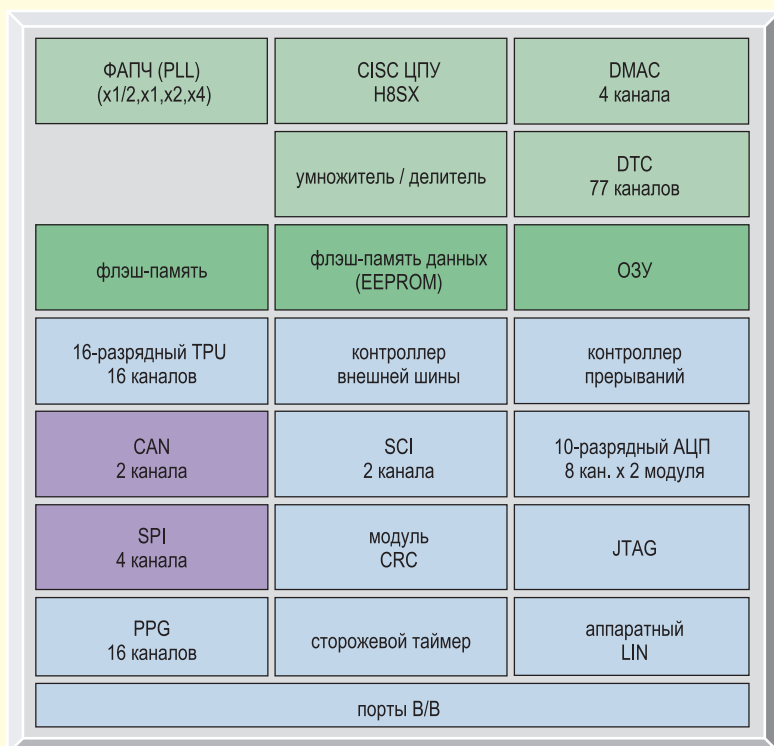 ФАПЧ (PLL)
(x1/2,x1,x2,x4)
CISC ЦПУ
H8SX
DMAC
4 канала
умножитель / делитель
DTC
77 каналов
флэш-память
флэш-память данных
(EEPROM)
ОЗУ
16-разрядный TPU
16 каналов
контроллер
внешней шины
контроллер
прерываний
CAN
2 канала
SCI
2 канала
10-разрядный АЦП
8 кан. x 2 модуля
SPI
4 канала
модуль
CRC
JTAG
PPG
16 каналов
сторожевой таймер
аппаратный
LIN
порты В/В